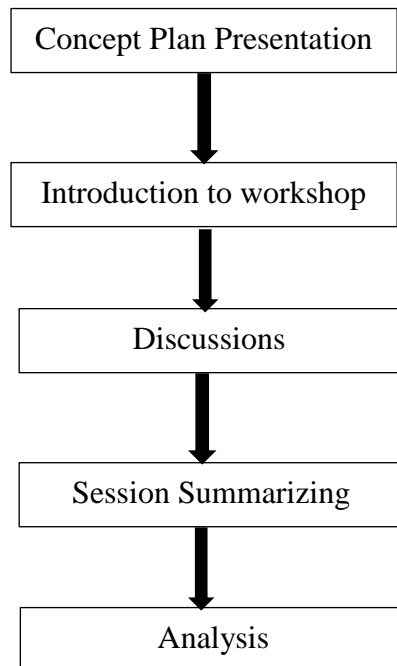 Concept Plan Presentation
Introduction to workshop
Discussions
Session Summarizing
Analysis